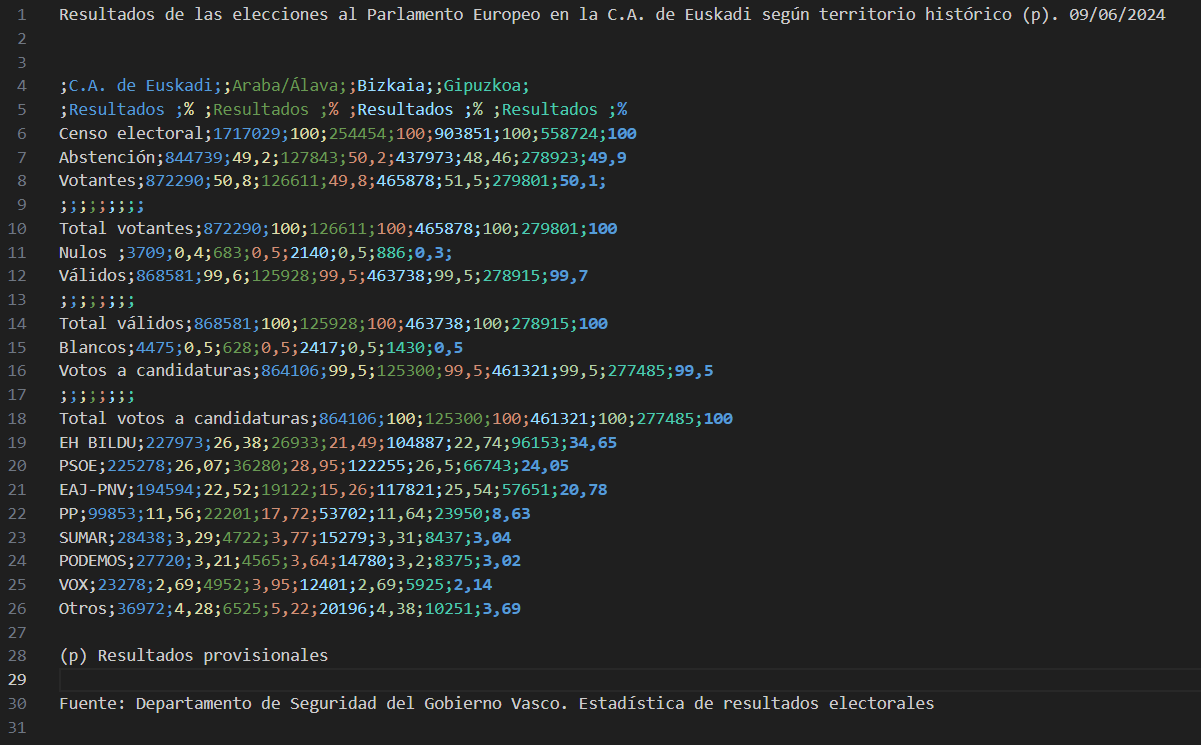 1 Resultados de las elecciones al Parlamento Europeo en la C.A. de Euskadi según territorio histórico (p). 09/06/2024
2
3
4 ;C.A. de Euskadi;;Araba/Álava;;Bizkaia;;Gipuzkoa;
5 ;Resultados ;% ;Resultados ;% ;Resultados ;% ;Resultados ;%
6 Censo electoral;1717029;100;254454;100;903851;100;558724;100
7 Abstención;844739;49,2;127843;50,2;437973;48,46;278923;49,9
8 Votantes;872290;50,8;126611;49,8;465878;51,5;279801;50,1;
9 ;;;;;;;;;
10 Total votantes;872290;100;126611;100;465878;100;279801;100
11 Nulos ;3709;0,4;683;0,5;2140;0,5;886;0,3;
12 Válidos;868581;99,6;125928;99,5;463738;99,5;278915;99,7
13 ;;;;;;;;
14 Total válidos;868581;100;125928;100;463738;100;278915;100
15 Blancos;4475;0,5;628;0,5;2417;0,5;1430;0,5
16 Votos a candidaturas;864106;99,5;125300;99,5;461321;99,5;277485;99,5
17 ;;;;;;;;
18 Total votos a candidaturas;864106;100;125300;100;461321;100;277485;100
19 EH BILDU;227973;26,38;26933;21,49;104887;22,74;96153;34,65
20 PSOE;225278;26,07;36280;28,95;122255;26,5;66743;24,05
21 EAJ-PNV;194594;22,52;19122;15,26;117821;25,54;57651;20,78
22 PP;99853;11,56;22201;17,72;53702;11,64;23950;8,63
23 SUMAR;28438;3,29;4722;3,77;15279;3,31;8437;3,04
24 PODEMOS;27720;3,21;4565;3,64;14780;3,2;8375;3,02
25 VOX;23278;2,69;4952;3,95;12401;2,69;5925;2,14
26 Otros;36972;4,28;6525;5,22;20196;4,38;10251;3,69
27
28 (p) Resultados provisionales
29
30 Fuente: Departamento de Seguridad del Gobierno Vasco. Estadística de resultados electorales
31